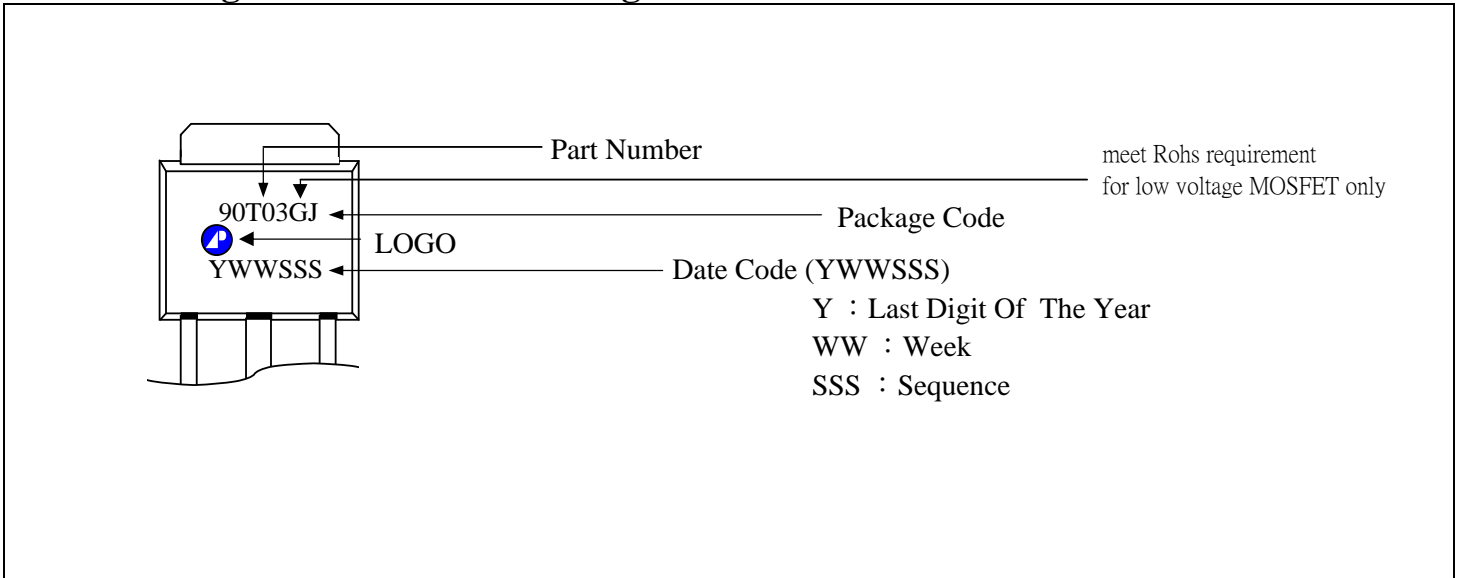 Part Number
meet Rohs requirement
for low voltage MOSFET only
90T03GJ
Package Code
LOGO
YWWSSS
Date Code (YWWSSS)
Y : Last Digit Of The Year
WW : Week
SSS : Sequence